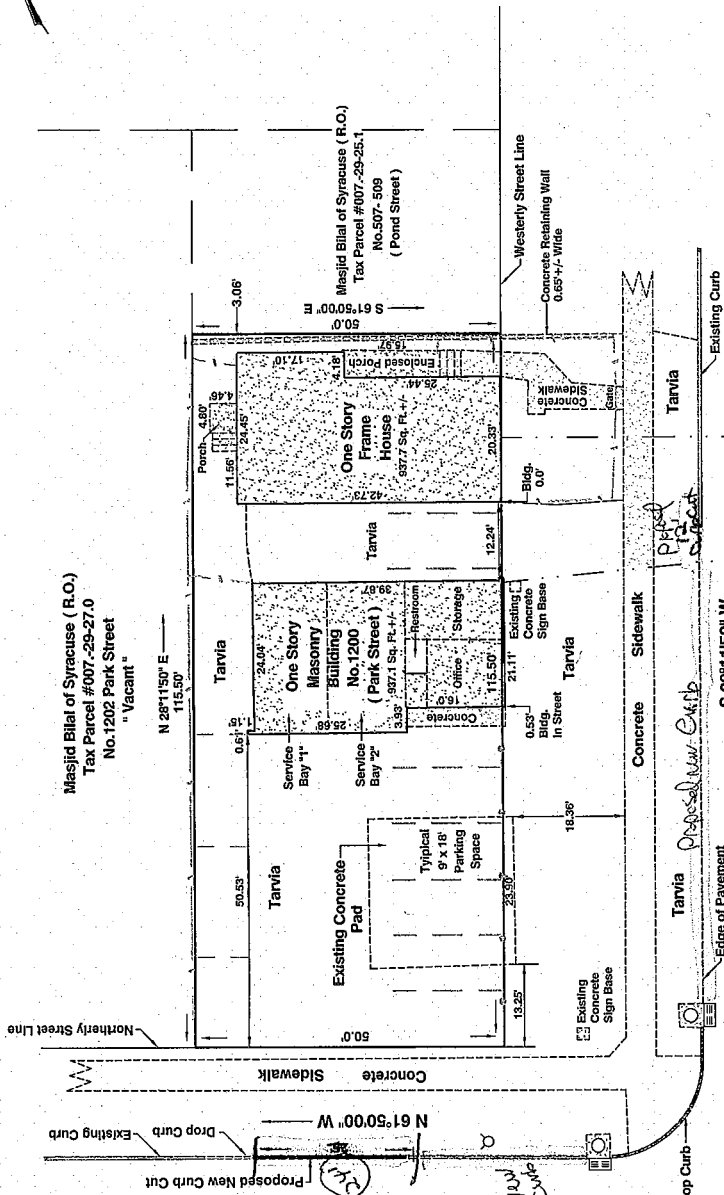 Masjid Bilal of Syracuse ( R.O.)
Tax Parcel #007.-29-27.0
No.1202 Park Street
" Vacant "
N 28°11'50" E
115.50'
Masjid Bilal of Syracuse ( R.O.)
Tax Parcel #007.-29-25.1
No.507- 509
( Pond Street )
S 61°50'00" E
50.0'
3.06'
Westerly Street Line
Concrete Retaining Wall
0.65'+/- Wide
Northerly Street Line
Tarvia
50.53'
0.61'
1.15'
24.04'
One Story
Masonry
Building
No.1200
( Park Street )
937.1 Sq. Ft.+/-
39.87'
25.68'
3.93'
Service
Bay "1"
Service
Bay "2"
Restroom
Office
Storage
16.0'
Concrete
115.50'
21.11'
0.53'
Bldg.
In Street
Existing
Concrete
Sign Base
Tarvia
12.24'
Porch
4.80'
4.46'
11.56'
24.45'
17.10'
One Story
Frame
House
937.7 Sq. Ft.+/-
42.73'
4.18'
Enclosed Porch
15.97'
25.44'
20.33'
Bldg.
0.0'
Concrete
Sidewalk
Gate
Tarvia
Existing Concrete
Pad
Tyipical
9' x 18'
Parking
Space
23.90'
13.25'
18.36'
50.0'
Tarvia
Existing
Concrete
Sign Base
Concrete
Sidewalk
Concrete Sidewalk
Tarvia
Tarvia
Proposed New Curb
Existing Curb
Edge of Pavement
N 61°50'00" W
Existing Curb
Drop Curb
Proposed New Curb Cut
24'
op Curb